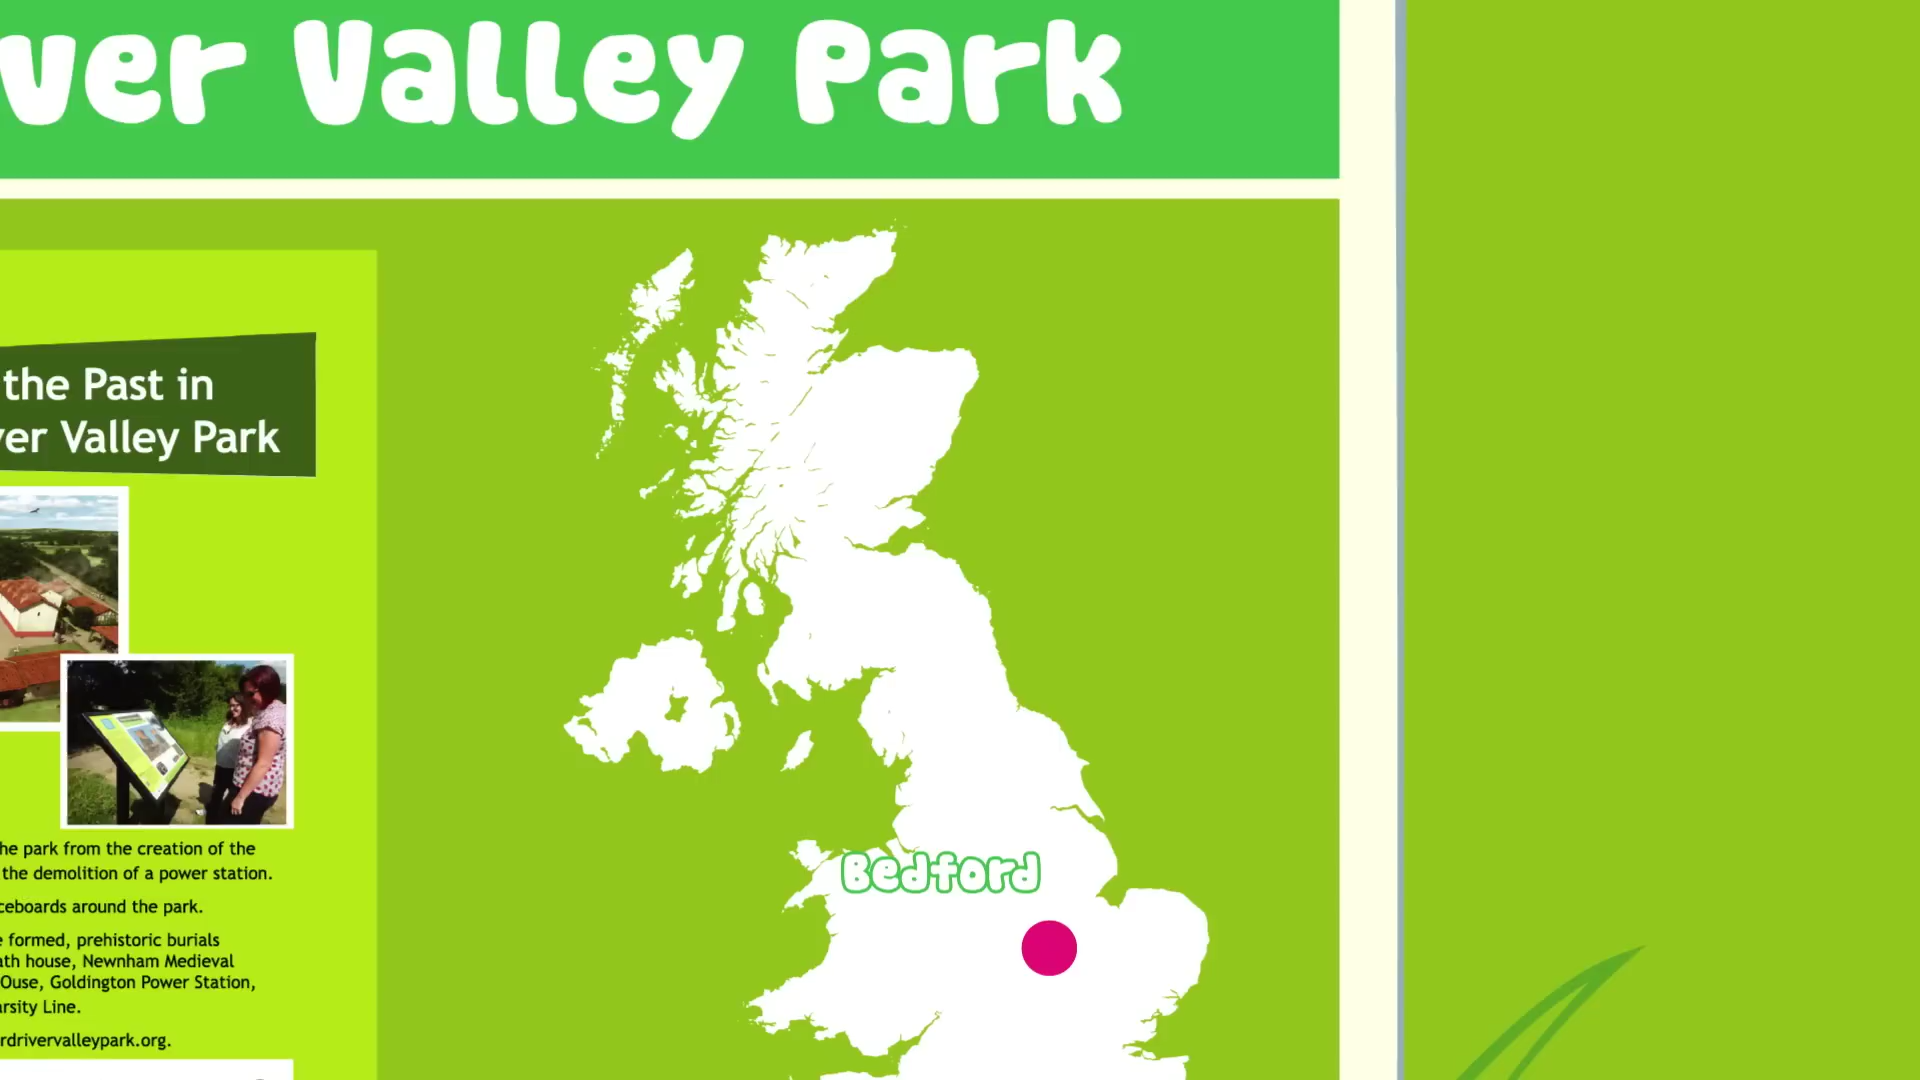 ver Valley Park
the Past in
ver Valley Park
he park from the creation of the
the demolition of a power station.
ceboards around the park.
e formed, prehistoric burials
ath house, Newnham Medieval
Ouse, Goldington Power Station,
arsity Line.
rdrivervalleypark.org.
Bedford